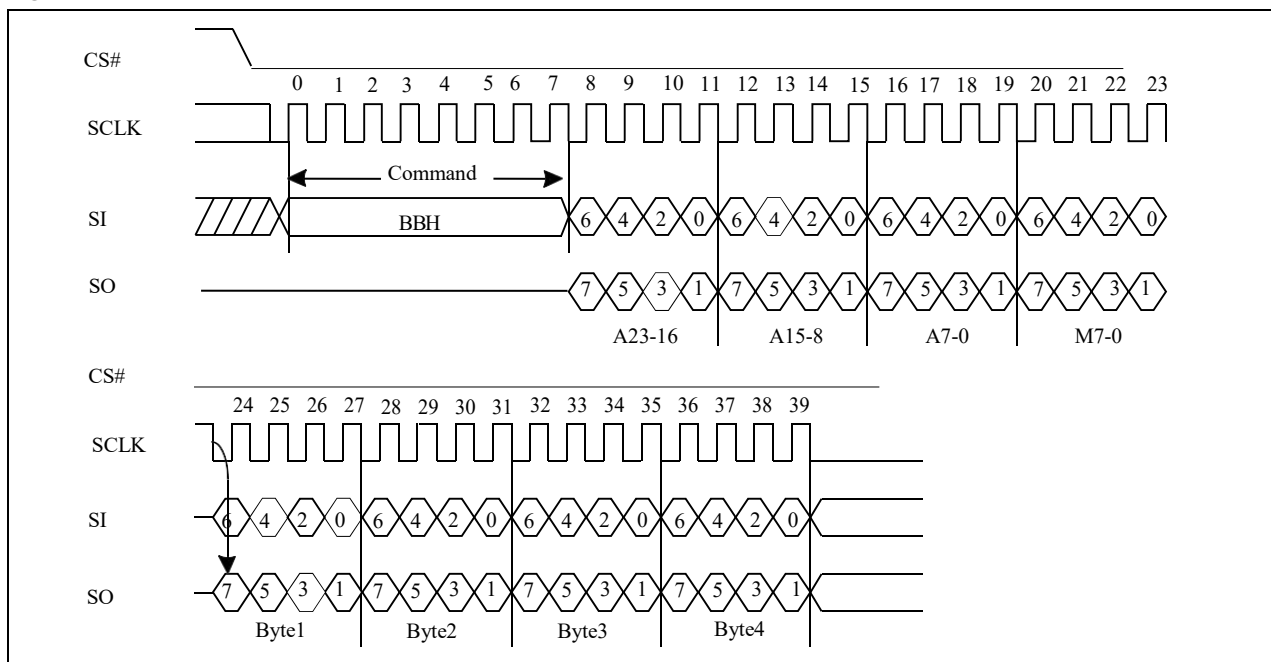 CS#
0 1 2 3 4 5 6 7 8 9 10 11 12 13 14 15 16 17 18 19 20 21 22 23
SCLK
Command
SI
BBH
6 4 2 0 6 4 2 0 6 4 2 0 6 4 2 0
SO
7 5 3 1 7 5 3 1 7 5 3 1 7 5 3 1
A23-16 A15-8 A7-0 M7-0
CS#
24 25 26 27 28 29 30 31 32 33 34 35 36 37 38 39
SCLK
SI
6 4 2 0 6 4 2 0 6 4 2 0 6 4 2 0
SO
7 5 3 1 7 5 3 1 7 5 3 1 7 5 3 1
Byte1 Byte2 Byte3 Byte4